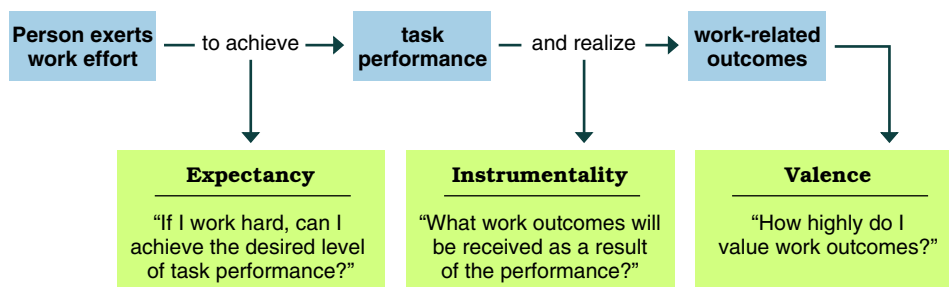 Person exerts
work effort
to achieve
task
performance
and realize
work-related
outcomes
Expectancy
“If I work hard, can I
achieve the desired level
of task performance?”
Instrumentality
“What work outcomes will
be received as a result
of the performance?”
Valence
“How highly do I
value work outcomes?”